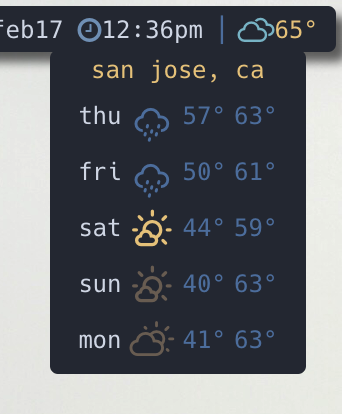 feb17 12:36pm | 65°
san jose, ca
thu 57° 63°
fri 50° 61°
sat 44° 59°
sun 40° 63°
mon 41° 63°